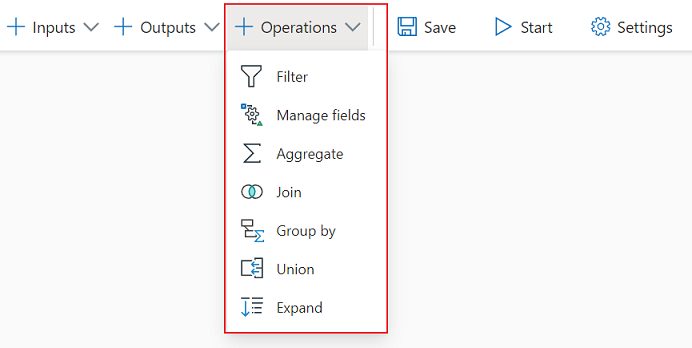 Inputs Outputs Operations Save Start Settings
Filter
Manage fields
Aggregate
Join
Group by
Union
Expand